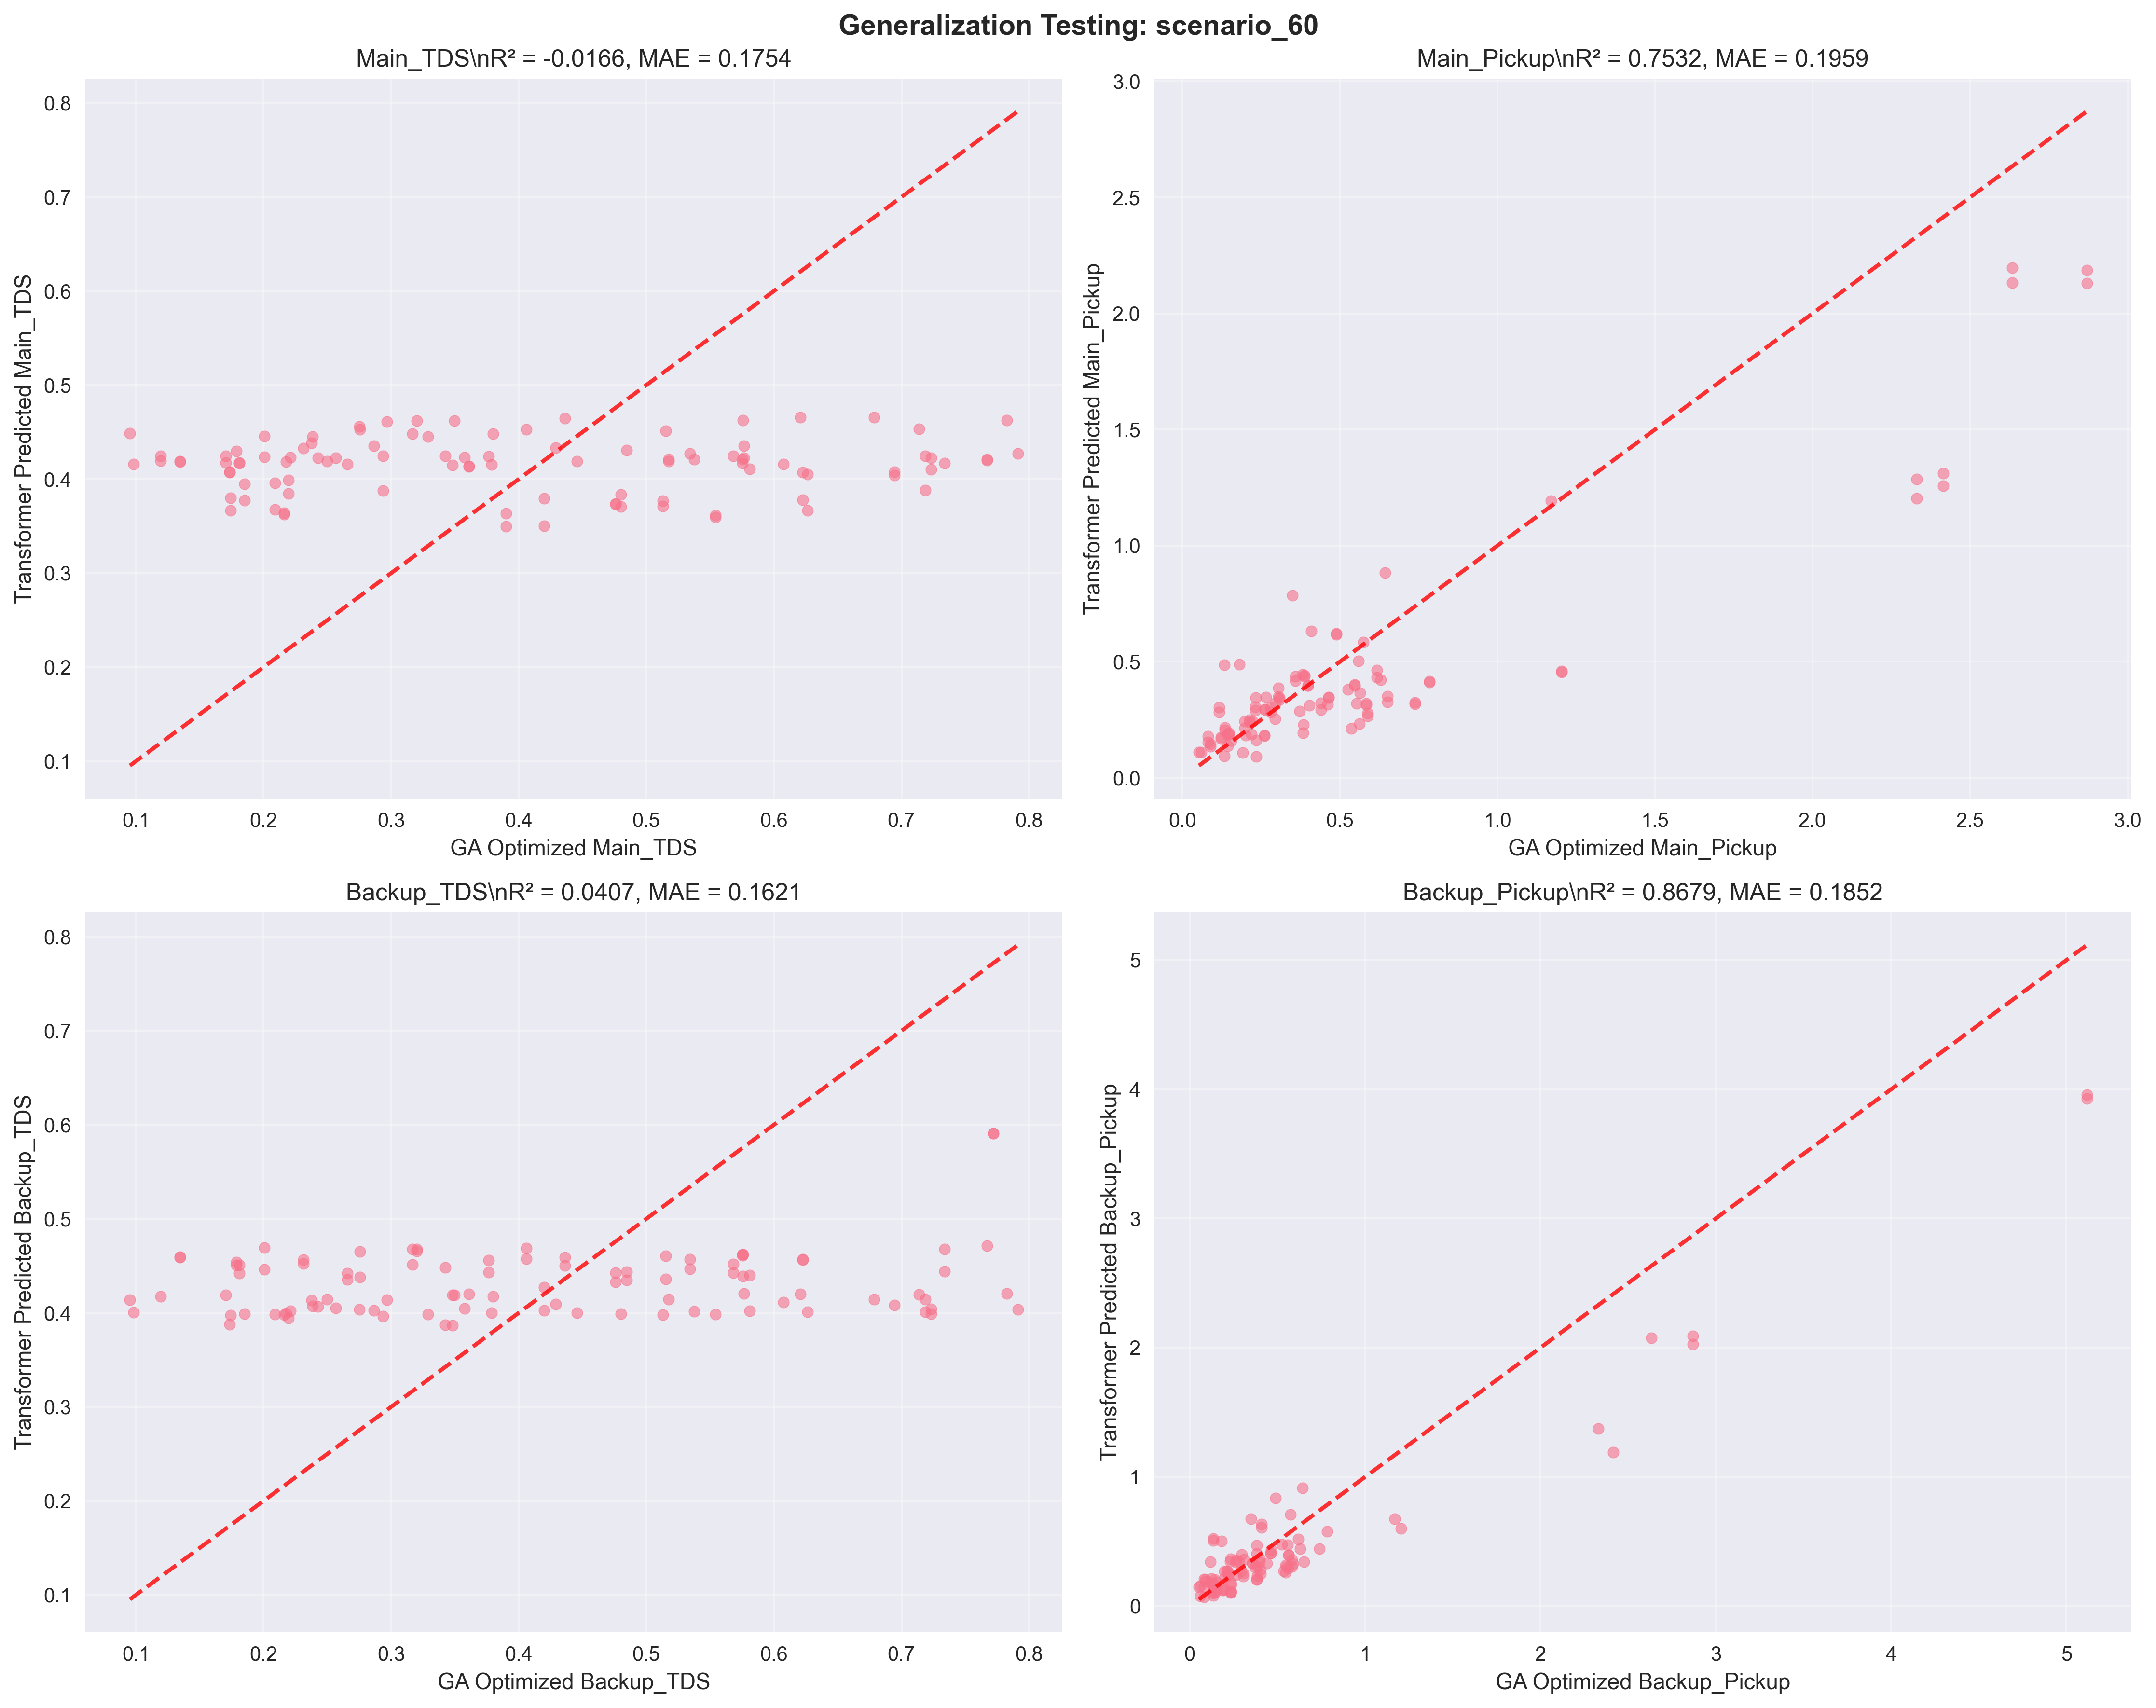 Generalization Testing: scenario_60
Main_TDS\nR² = -0.0166, MAE = 0.1754
Transformer Predicted Main_TDS
0.8
0.7
0.6
0.5
0.4
0.3
0.2
0.1
0.1 0.2 0.3 0.4 0.5 0.6 0.7 0.8
GA Optimized Main_TDS
Main_Pickup\nR² = 0.7532, MAE = 0.1959
Transformer Predicted Main_Pickup
3.0
2.5
2.0
1.5
1.0
0.5
0.0
0.0 0.5 1.0 1.5 2.0 2.5 3.0
GA Optimized Main_Pickup
Backup_TDS\nR² = 0.0407, MAE = 0.1621
Transformer Predicted Backup_TDS
0.8
0.7
0.6
0.5
0.4
0.3
0.2
0.1
0.1 0.2 0.3 0.4 0.5 0.6 0.7 0.8
GA Optimized Backup_TDS
Backup_Pickup\nR² = 0.8679, MAE = 0.1852
Transformer Predicted Backup_Pickup
5
4
3
2
1
0
0 1 2 3 4 5
GA Optimized Backup_Pickup